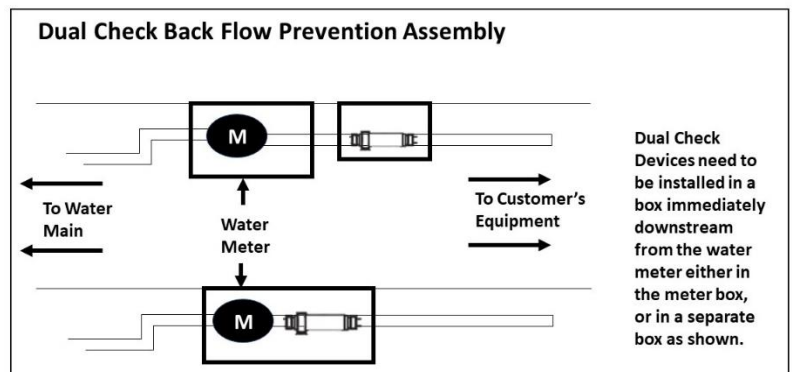 Dual Check Back Flow Prevention Assembly
M
To Water
Main
Water
Meter
To Customer's
Equipment
M
Dual Check
Devices need to
be installed in a
box immediately
downstream
from the water
meter either in
the meter box,
or in a separate
box as shown.